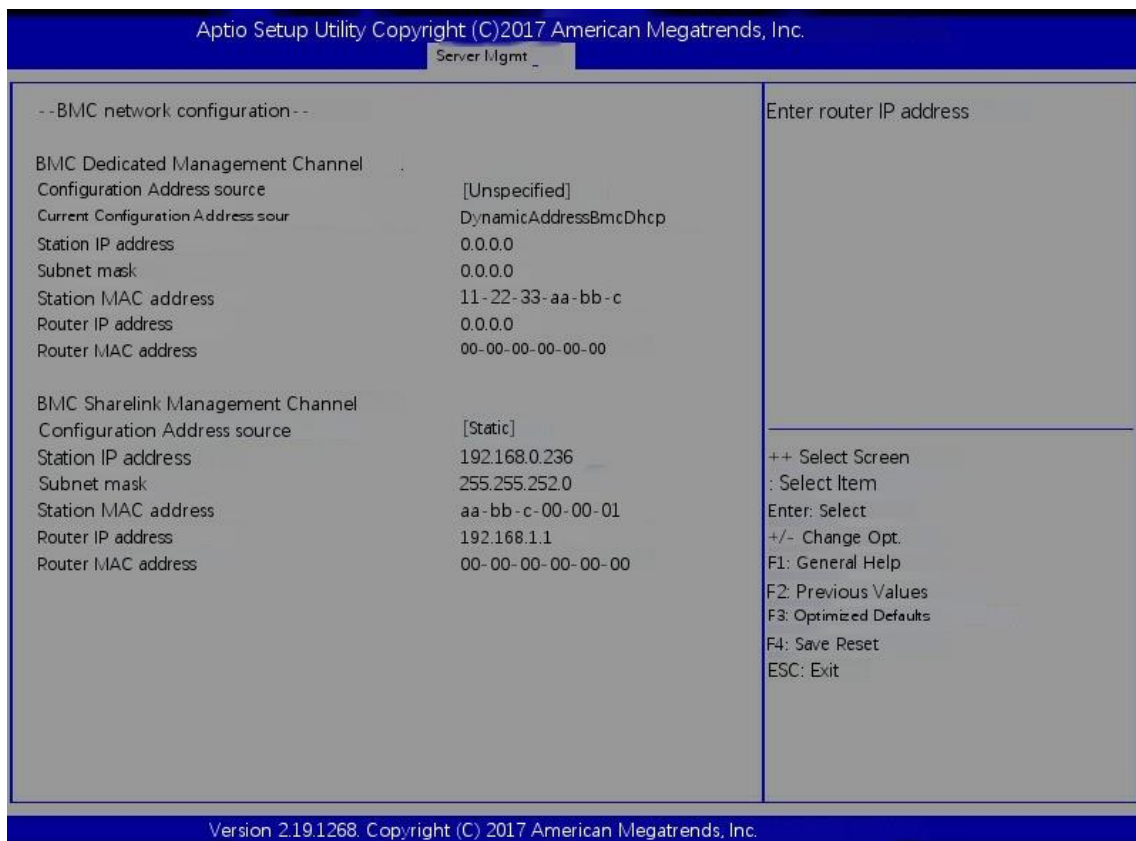 Aptio Setup Utility Copyright (C)2017 American Megatrends, Inc.
Server Mgmt _
--BMC network configuration--
BMC Dedicated Management Channel .
Configuration Address source [Unspecified]
Current Configuration Address sour DynamicAddressBmcDhcp
Station IP address 0.0.0.0
Subnet mask 0.0.0.0
Station MAC address 11-22-33-aa-bb-c
Router IP address 0.0.0.0
Router MAC address 00-00-00-00-00-00
BMC Sharelink Management Channel
Configuration Address source [Static]
Station IP address 192.168.0.236
Subnet mask 255.255.252.0
Station MAC address aa-bb-c-00-00-01
Router IP address 192.168.1.1
Router MAC address 00-00-00-00-00-00
Enter router IP address
++ Select Screen
: Select Item
Enter: Select
+/- Change Opt.
F1: General Help
F2: Previous Values
F3: Optimized Defaults
F4: Save Reset
ESC: Exit
Version 2.19.1268. Copyright (C) 2017 American Megatrends, Inc.